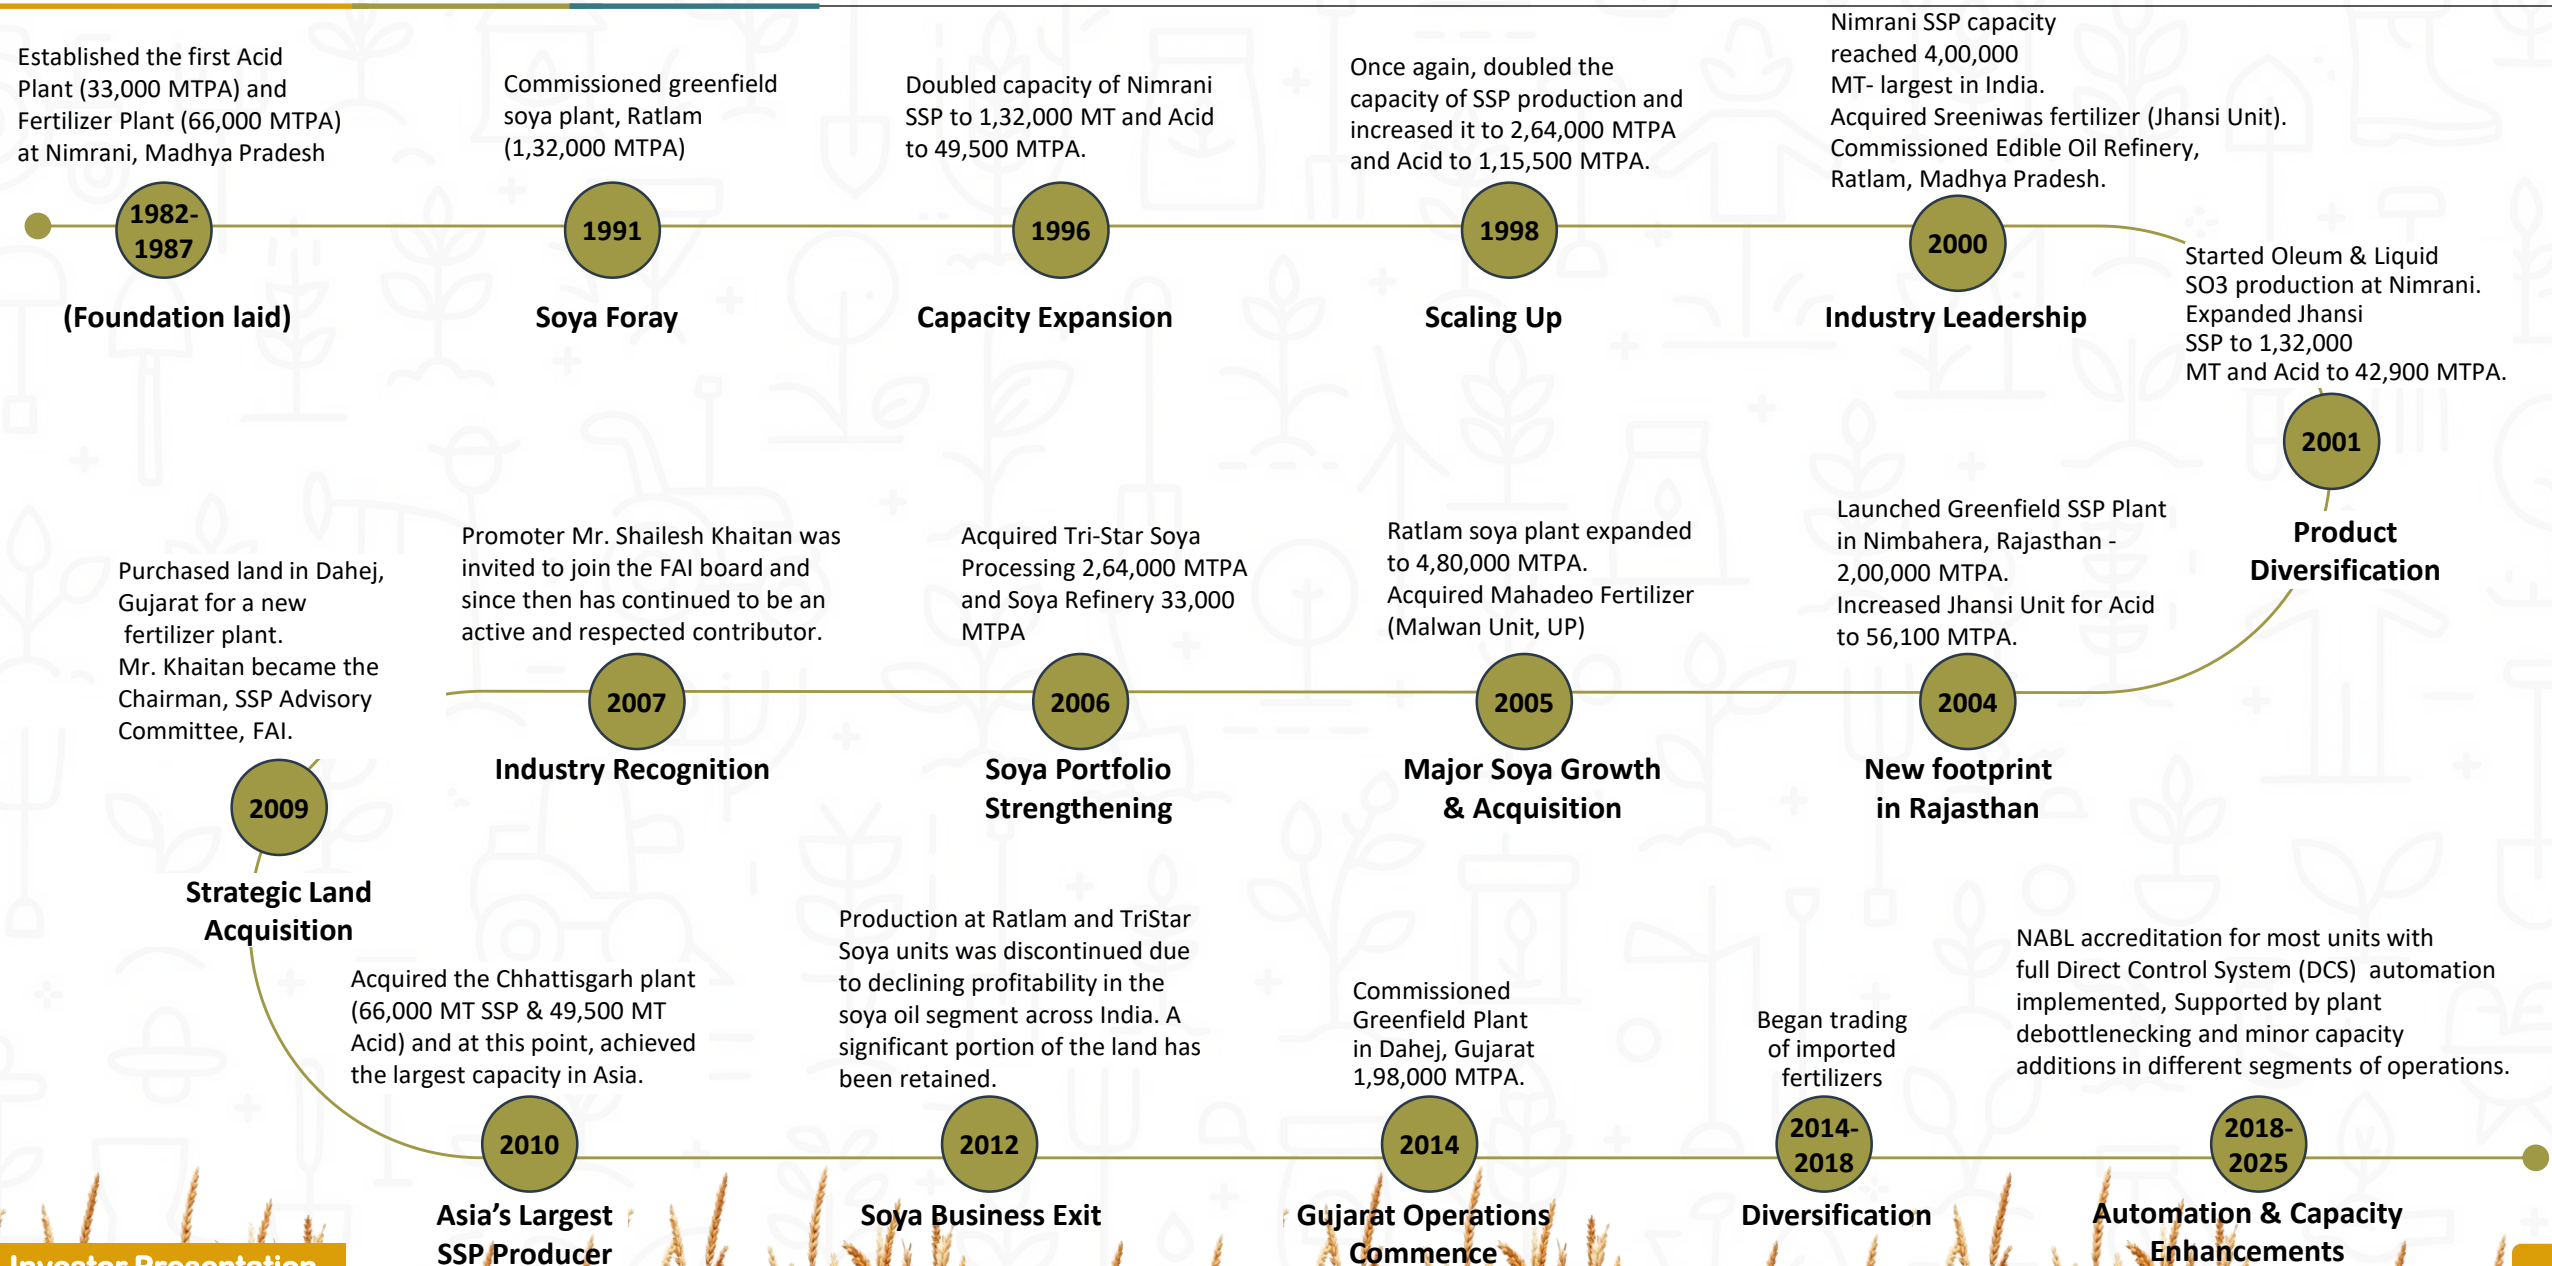 Established the first Acid
Plant (33,000 MTPA) and
Fertilizer Plant (66,000 MTPA)
at Nimrani, Madhya Pradesh
1982-
1987
(Foundation laid)
Commissioned greenfield
soya plant, Ratlam
(1,32,000 MTPA)
1991
Soya Foray
Doubled capacity of Nimrani
SSP to 1,32,000 MT and Acid
to 49,500 MTPA.
1996
Capacity Expansion
Once again, doubled the
capacity of SSP production and
increased it to 2,64,000 MTPA
and Acid to 1,15,500 MTPA.
1998
Scaling Up
Nimrani SSP capacity
reached 4,00,000
MT- largest in India.
Acquired Sreeniwas fertilizer (Jhansi Unit).
Commissioned Edible Oil Refinery,
Ratlam, Madhya Pradesh.
2000
Industry Leadership
Started Oleum & Liquid
SO3 production at Nimrani.
Expanded Jhansi
SSP to 1,32,000
MT and Acid to 42,900 MTPA.
2001
Product
Diversification
Launched Greenfield SSP Plant
in Nimbahera, Rajasthan -
2,00,000 MTPA.
Increased Jhansi Unit for Acid
to 56,100 MTPA.
2004
New footprint
in Rajasthan
Ratlam soya plant expanded
to 4,80,000 MTPA.
Acquired Mahadeo Fertilizer
(Malwan Unit, UP)
2005
Major Soya Growth
& Acquisition
Acquired Tri-Star Soya
Processing 2,64,000 MTPA
and Soya Refinery 33,000
MTPA
2006
Soya Portfolio
Strengthening
Promoter Mr. Shailesh Khaitan was
invited to join the FAI board and
since then has continued to be an
active and respected contributor.
2007
Industry Recognition
Purchased land in Dahej,
Gujarat for a new
fertilizer plant.
Mr. Khaitan became the
Chairman, SSP Advisory
Committee, FAI.
2009
Strategic Land
Acquisition
Acquired the Chhattisgarh plant
(66,000 MT SSP & 49,500 MT
Acid) and at this point, achieved
the largest capacity in Asia.
2010
Asia's Largest
SSP Producer
Production at Ratlam and TriStar
Soya units was discontinued due
to declining profitability in the
soya oil segment across India. A
significant portion of the land has
been retained.
2012
Soya Business Exit
Commissioned
Greenfield Plant
in Dahej, Gujarat
1,98,000 MTPA.
2014
Gujarat Operations
Commence
Began trading
of imported
fertilizers
2014-
2018
Diversification
NABL accreditation for most units with
full Direct Control System (DCS) automation
implemented, Supported by plant
debottlenecking and minor capacity
additions in different segments of operations.
2018-
2025
Automation & Capacity
Enhancements
Investor Presentation